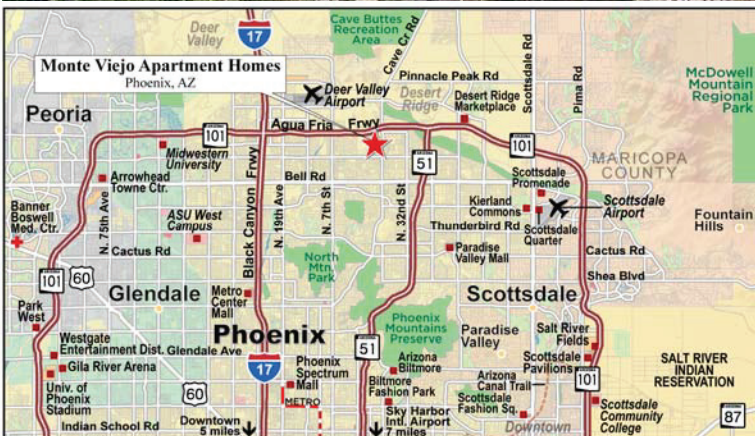 Deer
Valley
17
Cave Buttes
Recreation
Area
Cave Cr Rd
Scottsdale Rd
Pima Rd
Monte Viejo Apartment Homes
Phoenix, AZ
Deer Valley
Airport
Pinnacle Peak Rd
Desert
Ridge
Desert Ridge
Marketplace
McDowell
Mountain
Regional
Park
Peoria
101
Agua Fria Frwy
51
101
Midwestern
University
Bell Rd
Arrowhead
Towne Ctr.
N. 75th Ave
Black Canyon Frwy
N. 19th Ave
N. 7th St
N. 32nd St
MARICOPA
COUNTY
Scottsdale
Promenade
Kierland
Commons
Scottsdale
Airport
Scottsdale
Quarter
Banner
Boswell
Med. Ctr.
ASU West
Campus
Thunderbird Rd
Fountain
Hills
Cactus Rd
Paradise
Valley Mall
Cactus Rd
North
Mtn.
Park
Shea Blvd
101
60
Glendale
Metro
Center
Mall
Scottsdale
Park
West
Phoenix
Phoenix
Mountains
Preserve
Paradise
Valley
Salt River
Fields
Westgate
Entertainment Dist.
Glendale Ave
51
Scottsdale
Pavilions
SALT RIVER
INDIAN
RESERVATION
Gila River Arena
17
Phoenix
Spectrum
Mall
Arizona
Biltmore
Arizona
Canal Trail
101
Univ. of
Phoenix
Stadium
60
METRO
Biltmore
Fashion Park
Scottsdale
Fashion Sq.
Scottsdale
Community
College
87
Indian School Rd
Downtown
5 miles
Sky Harbor
Intl. Airport
7 miles
Downtown